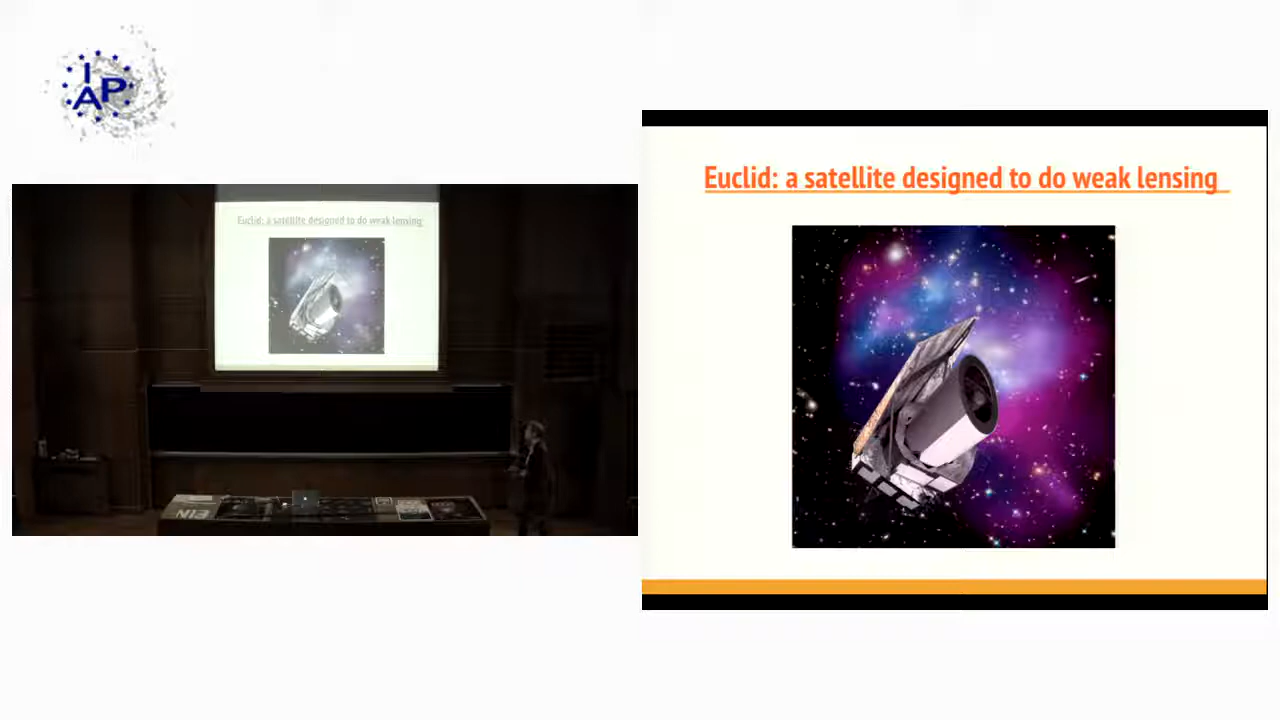 IAP
Euclid: a satellite designed to do weak lensing
Euclid: a satellite designed to do weak lensing